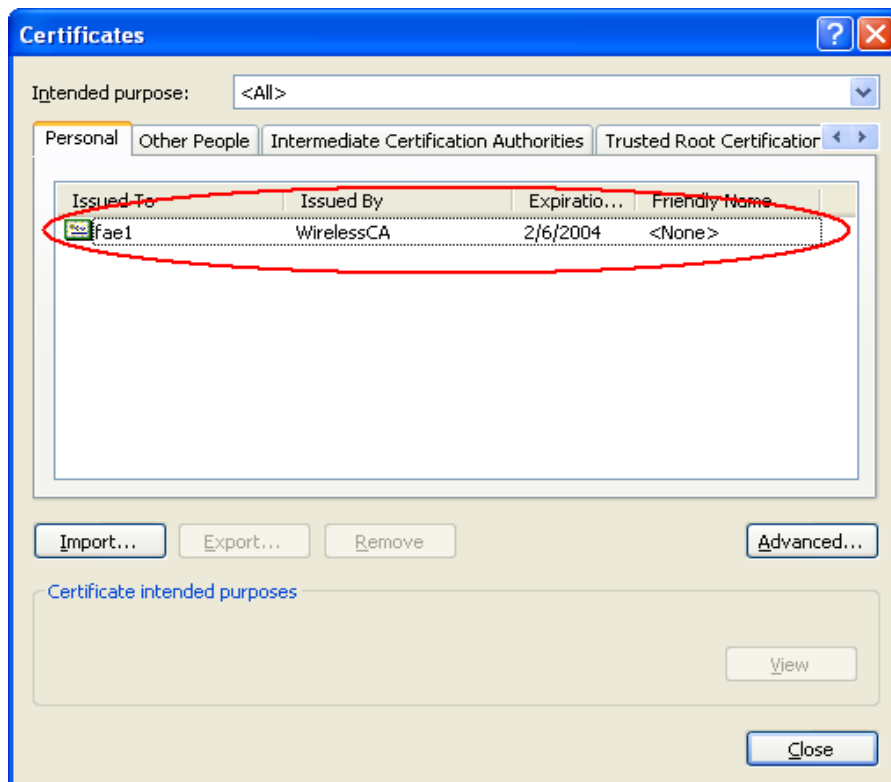 Certificates
Intended purpose: <All>
Personal Other People Intermediate Certification Authorities Trusted Root Certification
Issued To Issued By Expiratio... Friendly Name
fae1 WirelessCA 2/6/2004 <None>
Import... Export... Remove Advanced...
Certificate intended purposes
View
Close